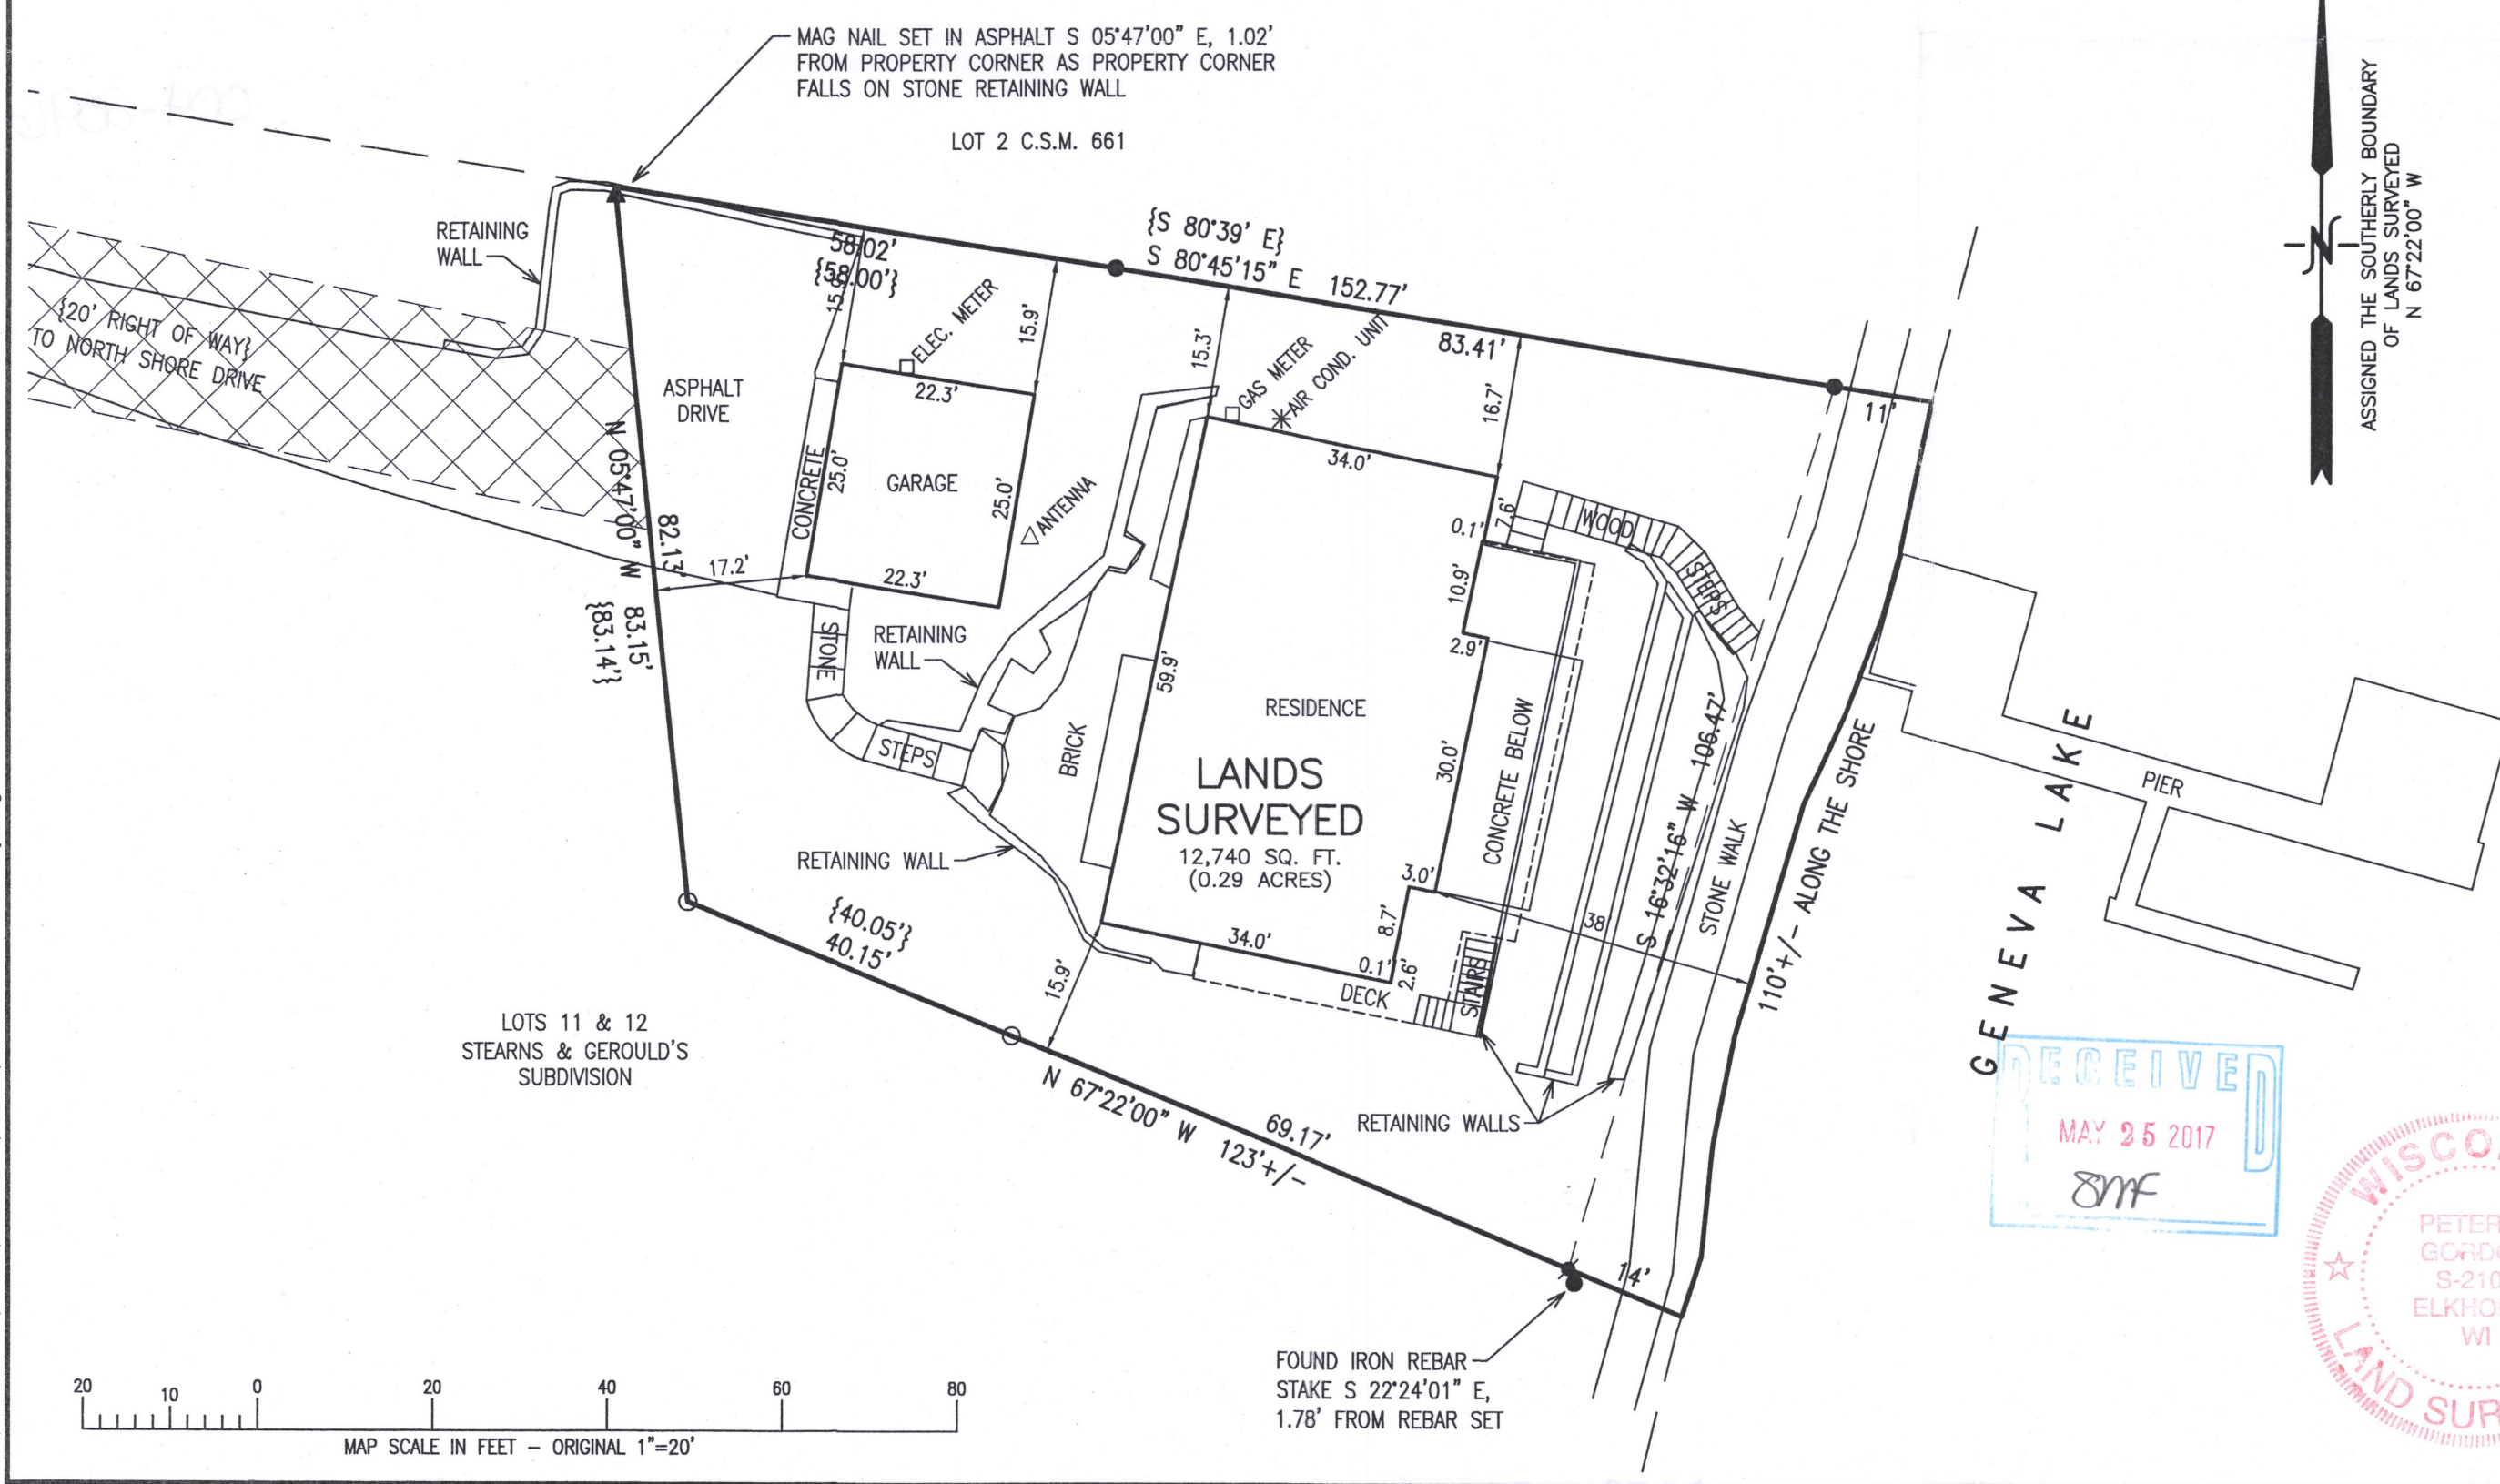 MAG NAIL SET IN ASPHALT S 05°47'00" E, 1.02'
FROM PROPERTY CORNER AS PROPERTY CORNER
FALLS ON STONE RETAINING WALL
LOT 2 C.S.M. 661
ASSIGNED THE SOUTHERLY BOUNDARY
OF LANDS SURVEYED
N 67°22'00" W
N
RETAINING
WALL
58.02'
{58.00'}
{S 80°39' E}
S 80°45'15" E 152.77'
83.41'
11'
{20' RIGHT OF WAY}
TO NORTH SHORE DRIVE
ASPHALT
DRIVE
ELEC. METER
15.9'
15.3'
GAS METER
AIR COND. UNIT
16.7'
22.3'
CONCRETE
25.0'
GARAGE
25.0'
ANTENNA
22.3'
17.2'
N 05°47'00" W
82.13'
83.15'
{83.14'}
STONE
STEPS
RETAINING
WALL
BRICK
59.9'
34.0'
0.1'
7.6'
WOOD
STEPS
10.9'
2.9'
RESIDENCE
LANDS
SURVEYED
12,740 SQ. FT.
(0.29 ACRES)
30.0'
CONCRETE BELOW
3.0'
8.7'
38'
S 16°32'16" W 106.47'
STONE WALK
110'+/- ALONG THE SHORE
GENEVA LAKE
PIER
RETAINING WALL
{40.05'}
40.15'
15.9'
34.0'
0.1'
2.6'
DECK
STAIRS
LOTS 11 & 12
STEARNS & GEROULD'S
SUBDIVISION
N 67°22'00" W 123'+/-
69.17'
RETAINING WALLS
14'
FOUND IRON REBAR
STAKE S 22°24'01" E,
1.78' FROM REBAR SET
RECEIVED
MAY 25 2017
SMF
PETER
S-210
WI
LAND
20 10 0 20 40 60 80
MAP SCALE IN FEET - ORIGINAL 1"=20'